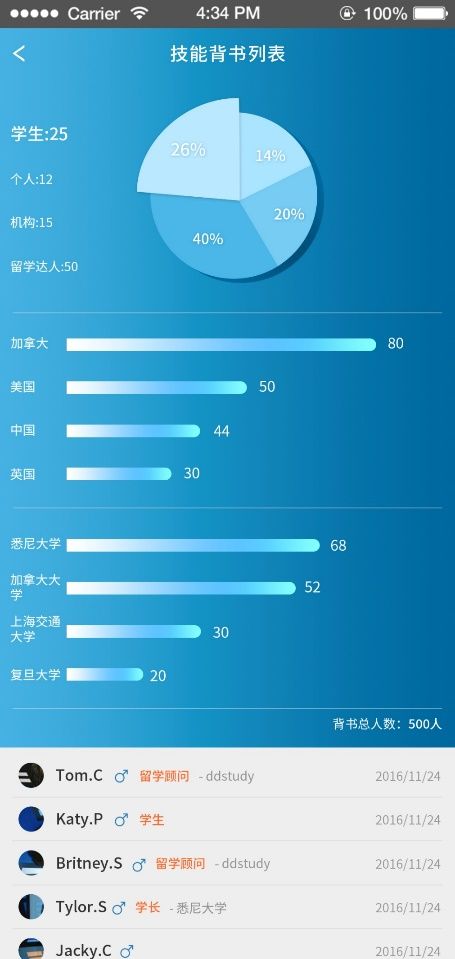 Carrier 4:34 PM 100%
技能背书列表
学生:25
个人:12
机构:15
留学达人:50
26%
14%
20%
40%
加拿大 80
美国 50
中国 44
英国 30
悉尼大学 68
加拿大大
学 52
上海交通
大学 30
复旦大学 20
背书总人数：500人
Tom.C 留学顾问 - ddstudy 2016/11/24
Katy.P 学生 2016/11/24
Britney.S 留学顾问 - ddstudy 2016/11/24
Tylor.S 学长 - 悉尼大学 2016/11/24
Jacky.C 2016/11/24